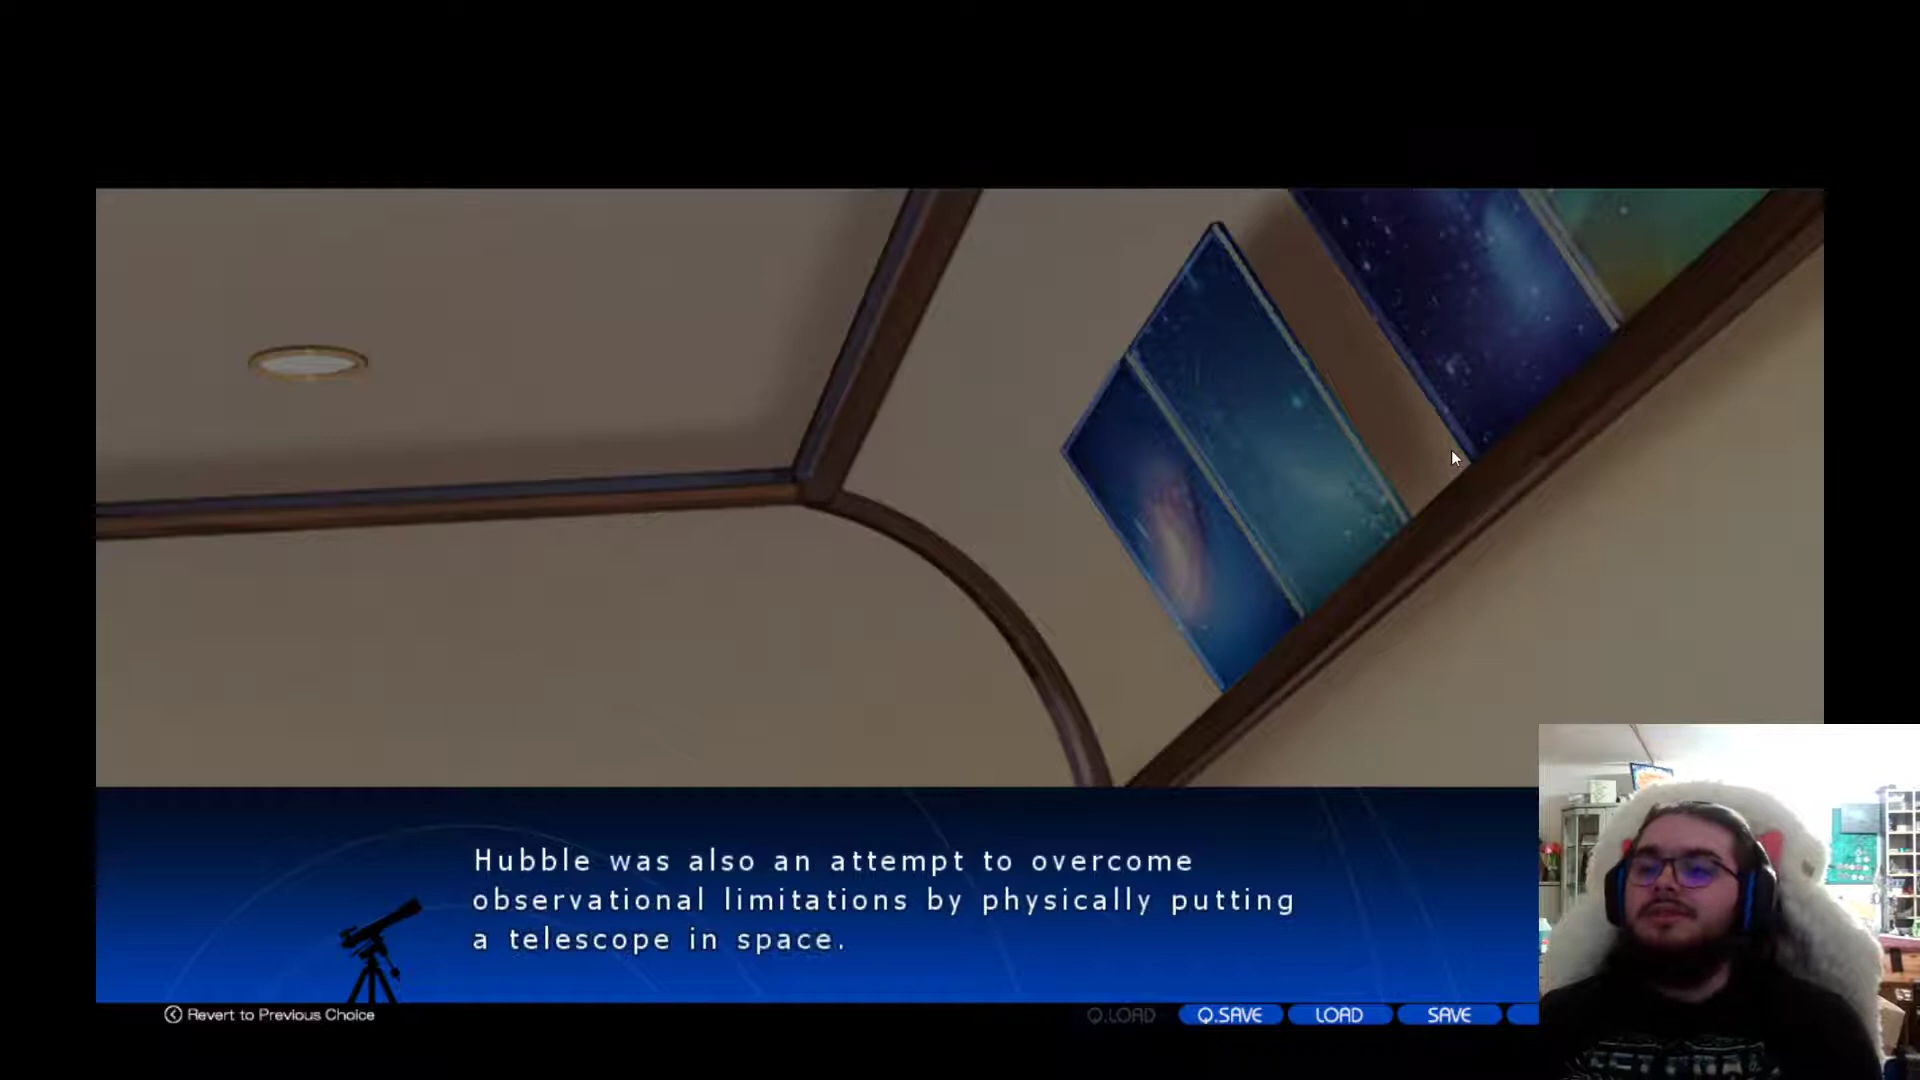 Hubble was also an attempt to overcome
observational limitations by physically putting
a telescope in space.
Revert to Previous Choice
Q.LOAD Q.SAVE LOAD SAVE